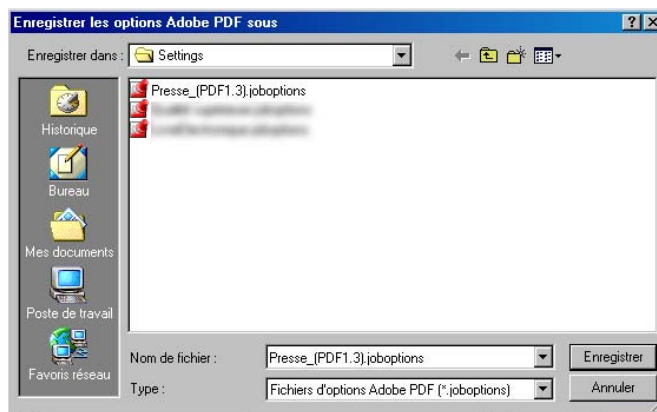 Enregistrer les options Adobe PDF sous
Enregistrer dans : Settings
Presse_(PDF1.3).joboptions
Historique
Bureau
Mes documents
Poste de travail
Favoris réseau
Nom de fichier : Presse_(PDF1.3).joboptions Enregistrer
Type : Fichiers d'options Adobe PDF (*.joboptions) Annuler